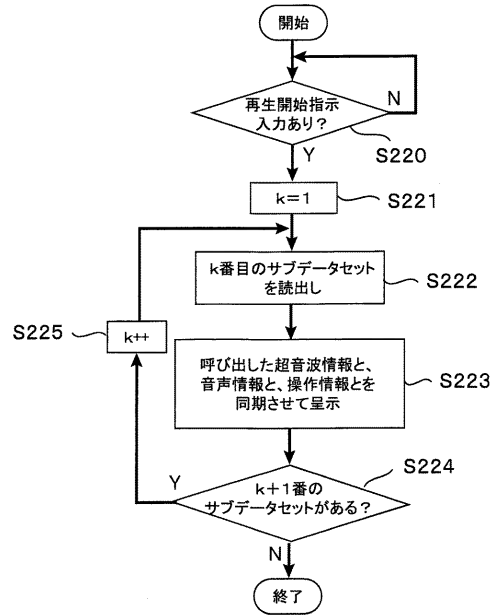 開始
再生開始指示
入力あり?
N
S220
Y
k=1
S221
k番目のサブデータセット
を読出し
S222
S225
k++
呼び出した超音波情報と、
音声情報と、操作情報とを
同期させて呈示
S223
S224
Y
k+1番の
サブデータセットがある?
N
終了